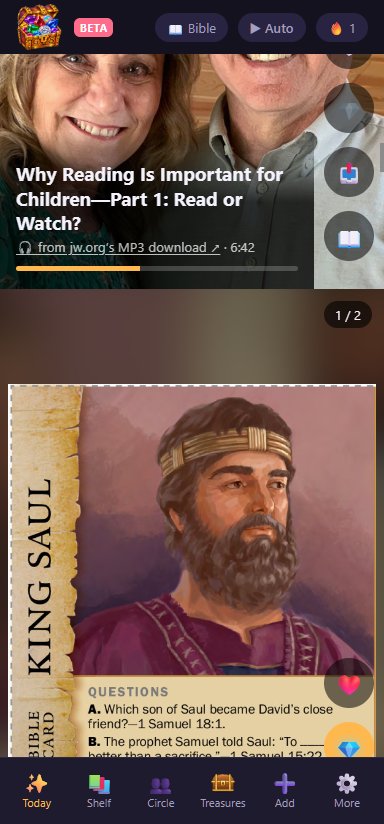 BETA
Bible
Auto
1
Why Reading Is Important for
Children—Part 1: Read or
Watch?
from jw.org's MP3 download ↗ · 6:42
1 / 2
KING SAUL
BIBLE
CARD
QUESTIONS
A. Which son of Saul became David's close
friend?—1 Samuel 18:1.
B. The prophet Samuel told Saul: “To ____
better than a sacrifice.”—1 Samuel 15:22
Today
Shelf
Circle
Treasures
Add
More